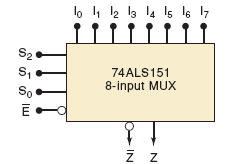 I₀ I₁ I₂ I₃ I₄ I₅ I₆ I₇
S₂
S₁
S₀
E̅
74ALS151
8-input MUX
Z̅ Z